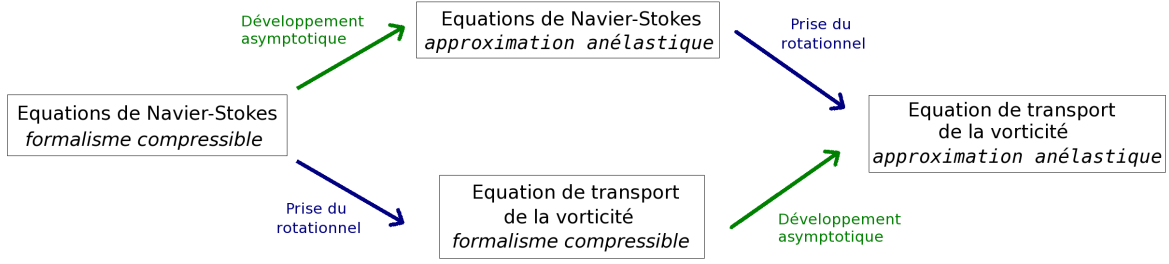 Développement
asymptotique
Equations de Navier-Stokes
approximation anélastique
Prise du
rotationnel
Equations de Navier-Stokes
formalisme compressible
Equation de transport
de la vorticité
approximation anélastique
Prise du
rotationnel
Equation de transport
de la vorticité
formalisme compressible
Développement
asymptotique